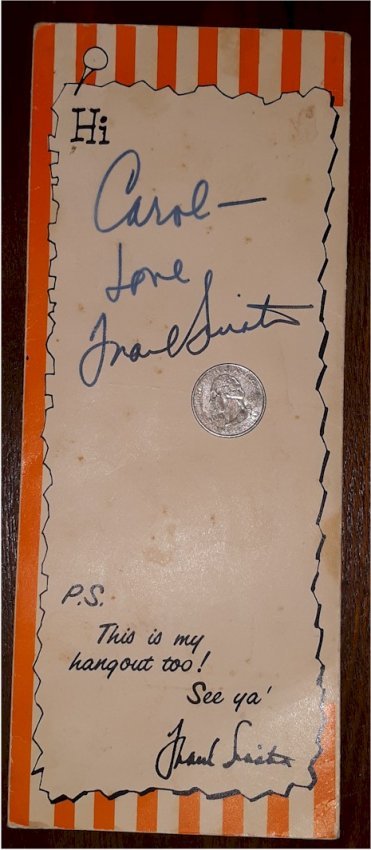 Hi
Carol —
Love
Frank Sinatra
P.S.
This is my
hangout too!
See ya'
Frank Sinatra